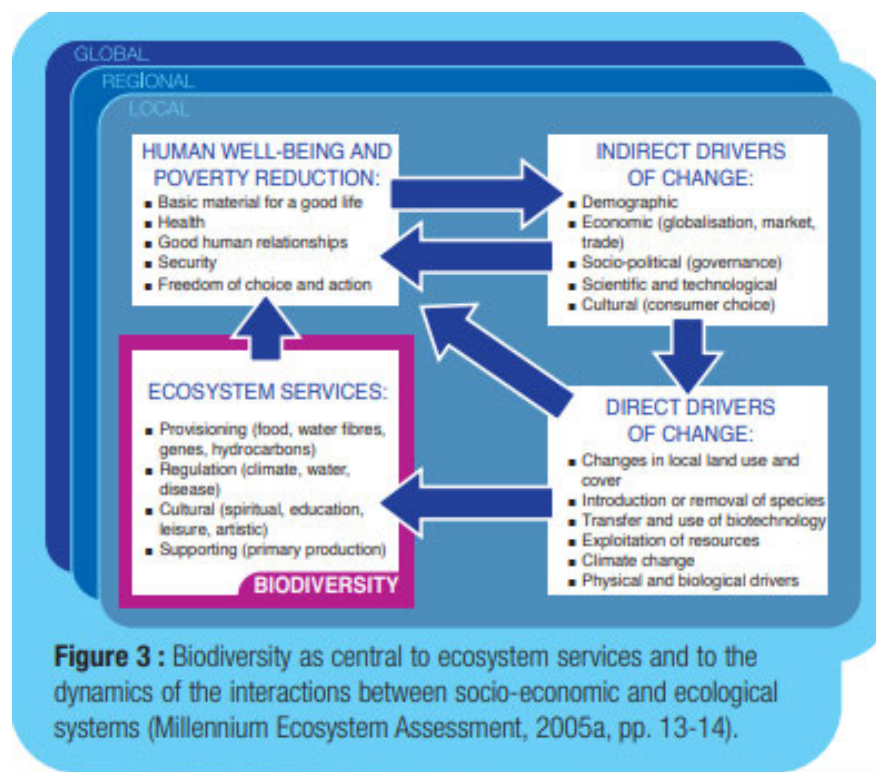 GLOBAL
REGIONAL
LOCAL
HUMAN WELL-BEING AND
POVERTY REDUCTION:
▪ Basic material for a good life
▪ Health
▪ Good human relationships
▪ Security
▪ Freedom of choice and action
INDIRECT DRIVERS
OF CHANGE:
▪ Demographic
▪ Economic (globalisation, market,
trade)
▪ Socio-political (governance)
▪ Scientific and technological
▪ Cultural (consumer choice)
ECOSYSTEM SERVICES:
▪ Provisioning (food, water fibres,
genes, hydrocarbons)
▪ Regulation (climate, water,
disease)
▪ Cultural (spiritual, education,
leisure, artistic)
▪ Supporting (primary production)
BIODIVERSITY
DIRECT DRIVERS
OF CHANGE:
▪ Changes in local land use and
cover
▪ Introduction or removal of species
▪ Transfer and use of biotechnology
▪ Exploitation of resources
▪ Climate change
▪ Physical and biological drivers
Figure 3 : Biodiversity as central to ecosystem services and to the
dynamics of the interactions between socio-economic and ecological
systems (Millennium Ecosystem Assessment, 2005a, pp. 13-14).